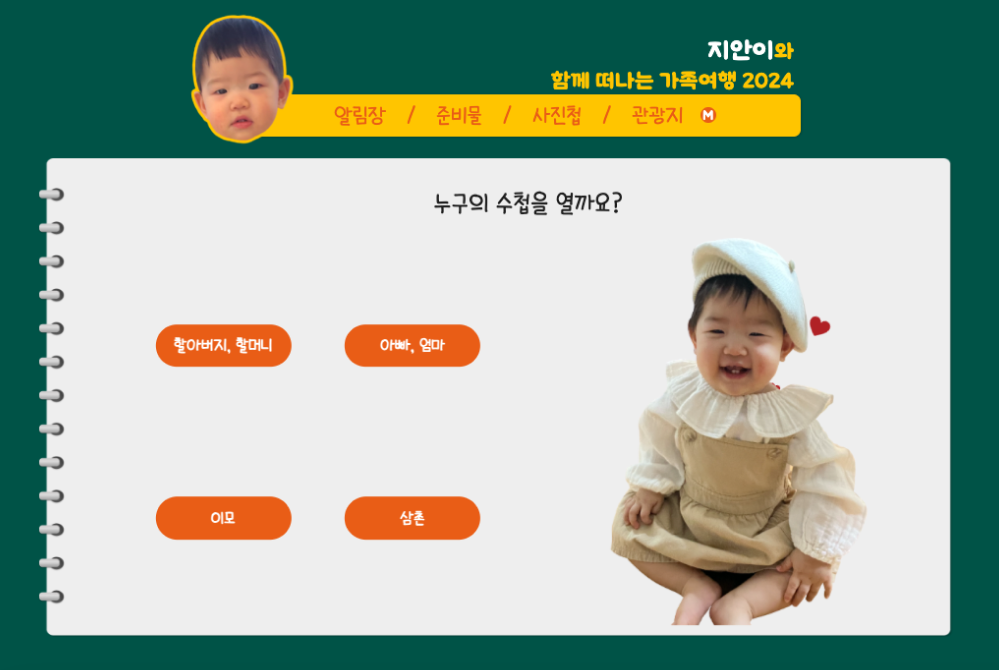 지안이와
함께 떠나는 가족여행 2024
알림장 / 준비물 / 사진첩 / 관광지 M
누구의 수첩을 열까요?
할아버지, 할머니
아빠, 엄마
이모
삼촌